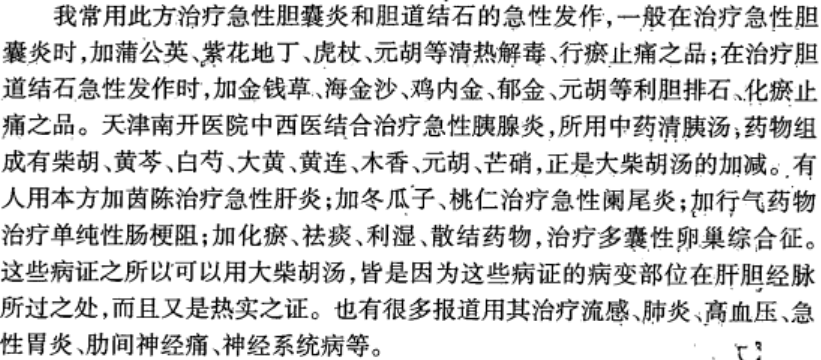 我常用此方治疗急性胆囊炎和胆道结石的急性发作,一般在治疗急性胆
囊炎时,加蒲公英、紫花地丁、虎杖、元胡等清热解毒、行瘀止痛之品;在治疗胆
道结石急性发作时,加金钱草、海金沙、鸡内金、郁金、元胡等利胆排石、化瘀止
痛之品。天津南开医院中西医结合治疗急性胰腺炎,所用中药清胰汤,药物组
成有柴胡、黄芩、白芍、大黄、黄连、木香、元胡、芒硝,正是大柴胡汤的加减。有
人用本方加茵陈治疗急性肝炎;加冬瓜子、桃仁治疗急性阑尾炎;加行气药物
治疗单纯性肠梗阻;加化瘀、祛痰、利湿、散结药物,治疗多囊性卵巢综合征。
这些病证之所以可以用大柴胡汤,皆是因为这些病证的病变部位在肝胆经脉
所过之处,而且又是热实之证。也有很多报道用其治疗流感、肺炎、高血压、急
性胃炎、肋间神经痛、神经系统病等。